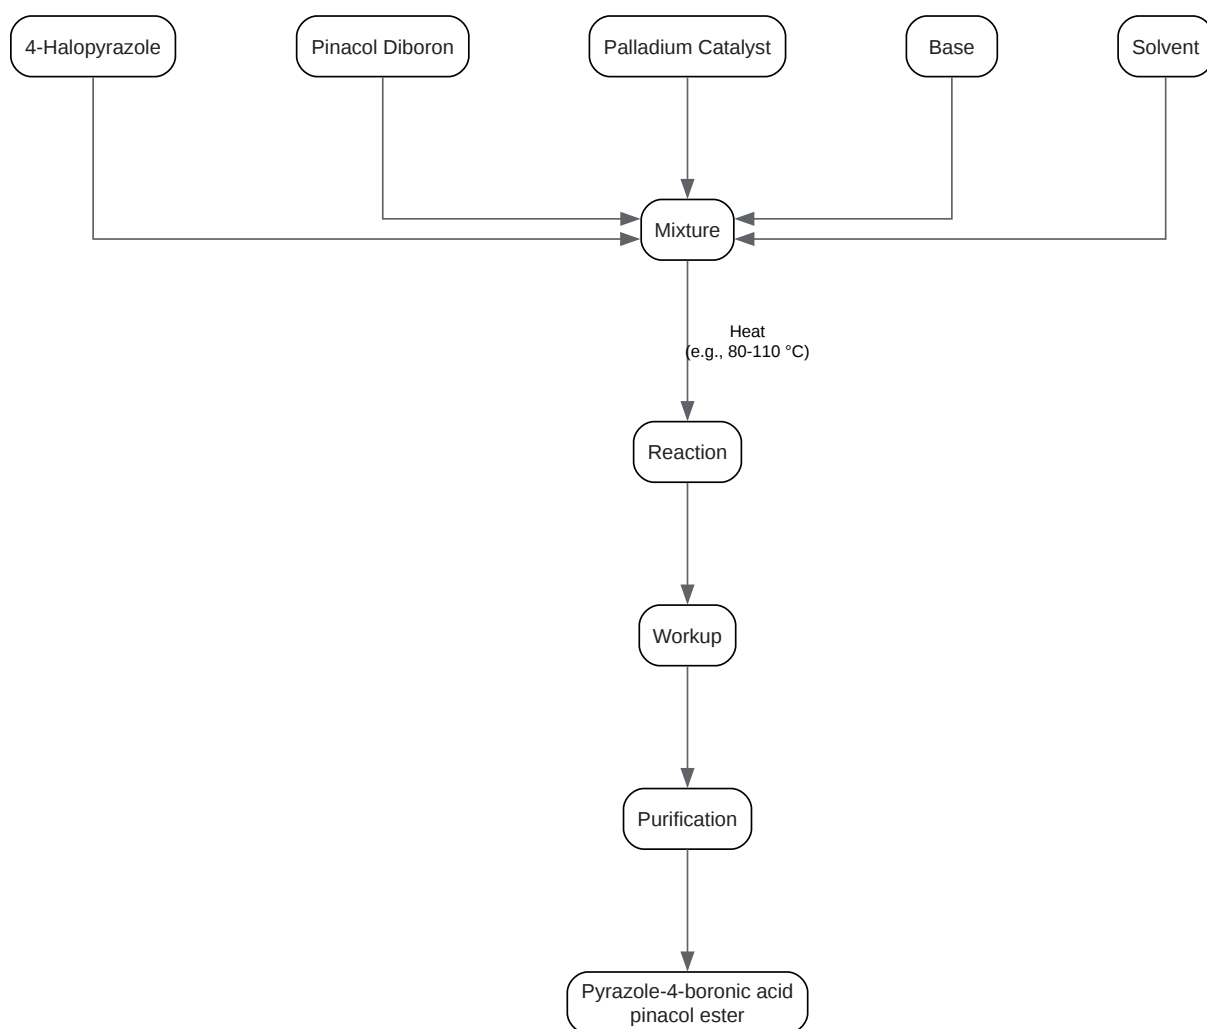 4-Halopyrazole
Pinacol Diboron
Palladium Catalyst
Base
Solvent
Mixture
Heat
(e.g., 80-110 °C)
Reaction
Workup
Purification
Pyrazole-4-boronic acid
pinacol ester